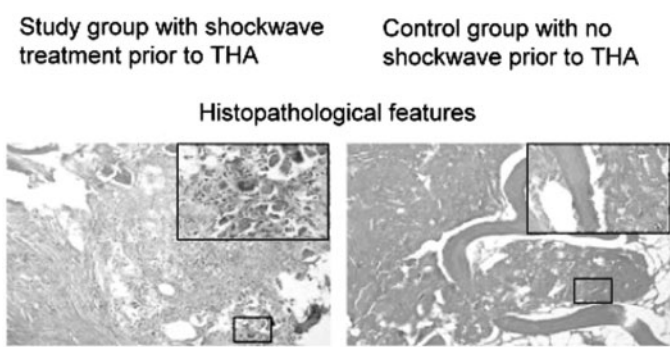 Study group with shockwave
treatment prior to THA
Control group with no
shockwave prior to THA
Histopathological features